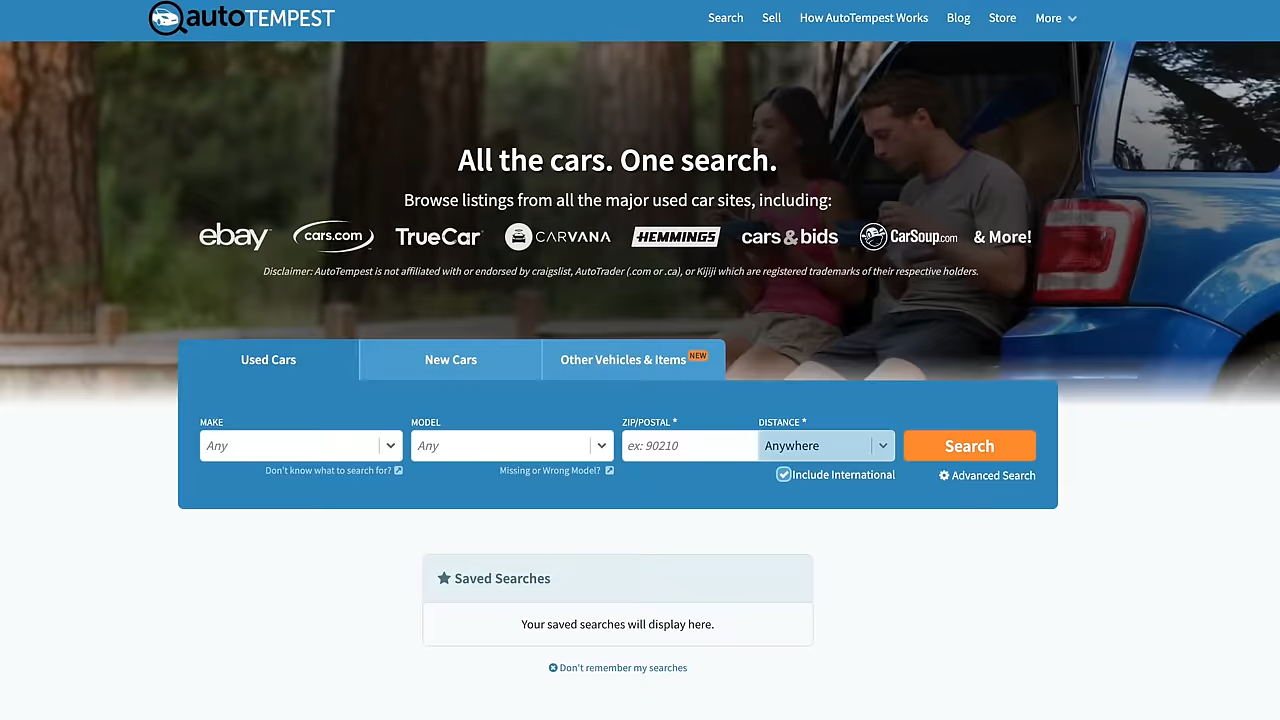 autoTEMPEST
Search Sell How AutoTempest Works Blog Store More
All the cars. One search.
Browse listings from all the major used car sites, including:
ebay cars.com TrueCar CARVANA HEMMINGS cars & bids CarSoup.com & More!
Disclaimer: AutoTempest is not affiliated with or endorsed by craigslist, AutoTrader (.com or .ca), or Kijiji which are registered trademarks of their respective holders.
Used Cars New Cars Other Vehicles & Items NEW
MAKE MODEL ZIP/POSTAL * DISTANCE *
Any Any ex: 90210 Anywhere Search
Don't know what to search for? Missing or Wrong Model? Include International Advanced Search
Saved Searches
Your saved searches will display here.
Don't remember my searches